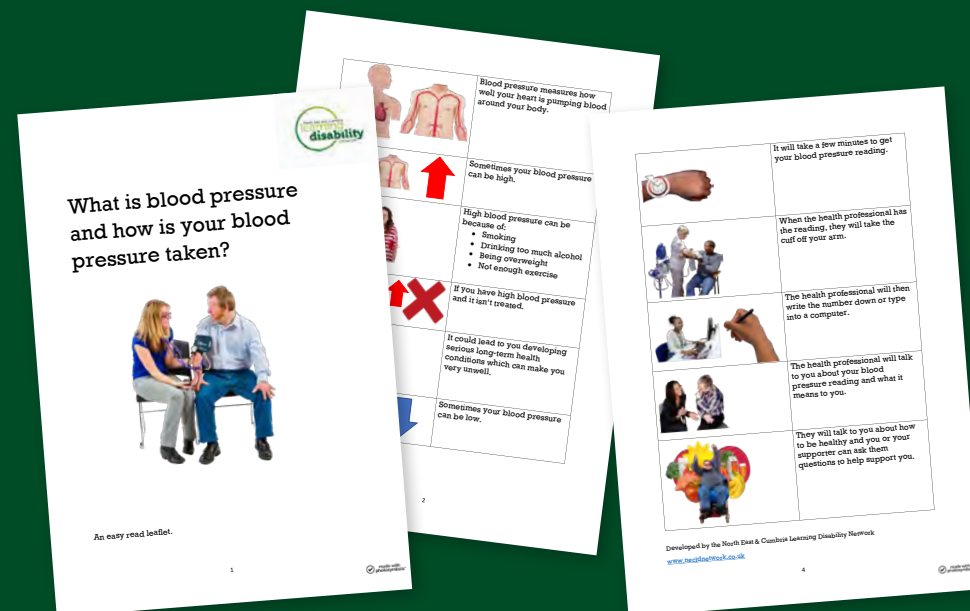 learning
disability
What is blood pressure
and how is your blood
pressure taken?
An easy read leaflet.
1
made with
photosymbols
Blood pressure measures how
well your heart is pumping blood
around your body.
Sometimes your blood pressure
can be high.
High blood pressure can be
because of:
• Smoking
• Drinking too much alcohol
• Being overweight
• Not enough exercise
If you have high blood pressure
and it isn't treated.
It could lead to you developing
serious long-term health
conditions which can make you
very unwell.
Sometimes your blood pressure
can be low.
2
It will take a few minutes to get
your blood pressure reading.
When the health professional has
the reading, they will take the
cuff off your arm.
The health professional will then
write the number down or type
into a computer.
The health professional will talk
to you about your blood
pressure reading and what it
means to you.
They will talk to you about how
to be healthy and you or your
supporter can ask them
questions to help support you.
Developed by the North East & Cumbria Learning Disability Network
www.necldnetwork.co.uk
4
made with